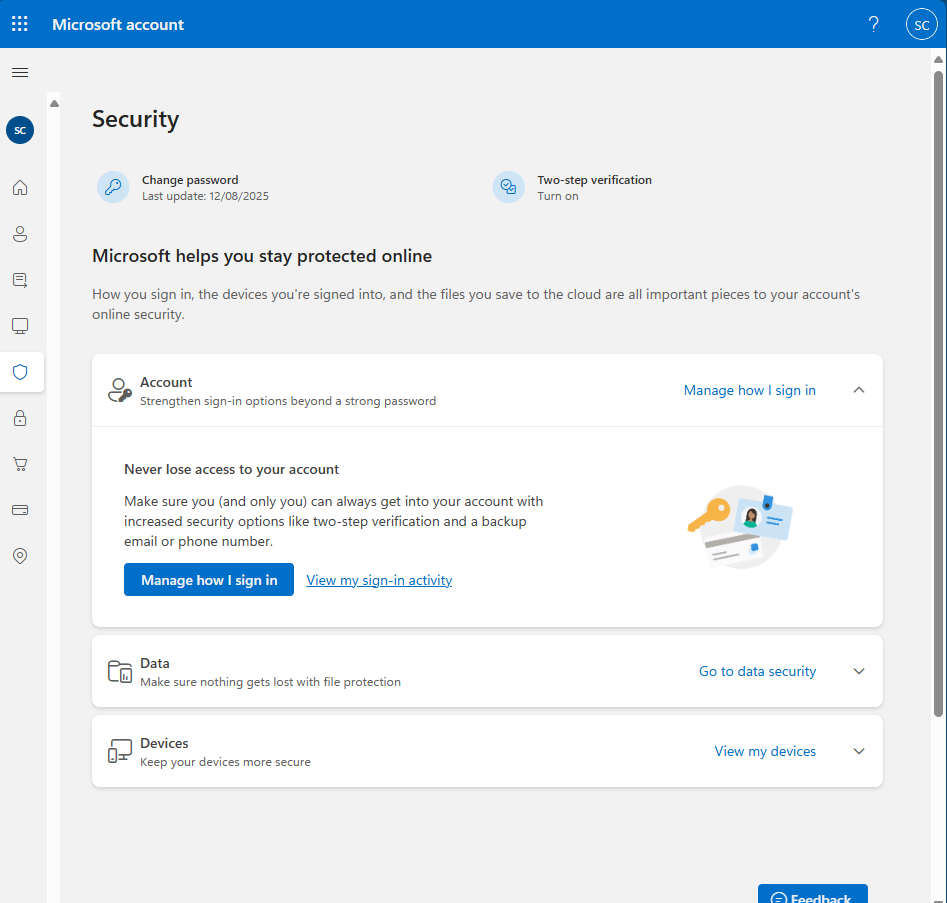 Microsoft account
?
SC
SC
Security
Change password
Last update: 12/08/2025
Two-step verification
Turn on
Microsoft helps you stay protected online
How you sign in, the devices you're signed into, and the files you save to the cloud are all important pieces to your account's
online security.
Account
Strengthen sign-in options beyond a strong password
Manage how I sign in
Never lose access to your account
Make sure you (and only you) can always get into your account with
increased security options like two-step verification and a backup
email or phone number.
Manage how I sign in
View my sign-in activity
Data
Make sure nothing gets lost with file protection
Go to data security
Devices
Keep your devices more secure
View my devices
Feedback